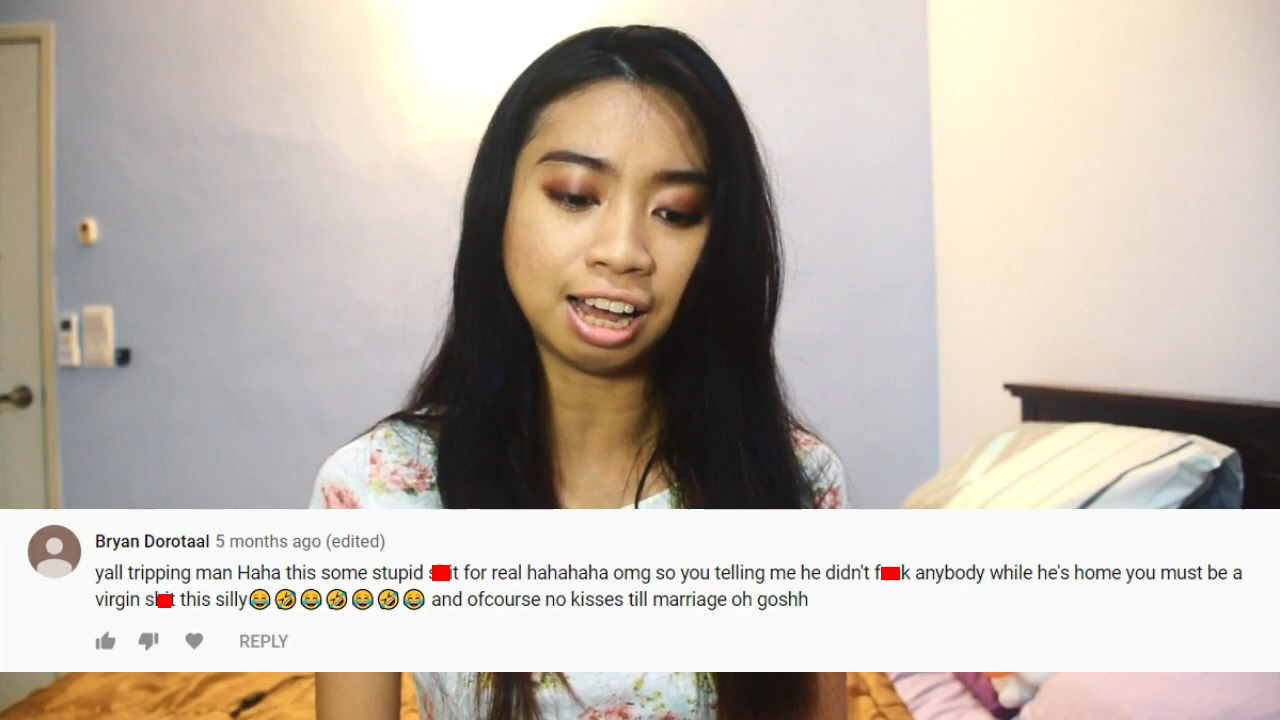 Bryan Dorotaal 5 months ago (edited)
yall tripping man Haha this some stupid s it for real hahahaha omg so you telling me he didn't f k anybody while he's home you must be a
virgin sh t this silly😂🤣😂🤣😂🤣😂 and ofcourse no kisses till marriage oh goshh
REPLY